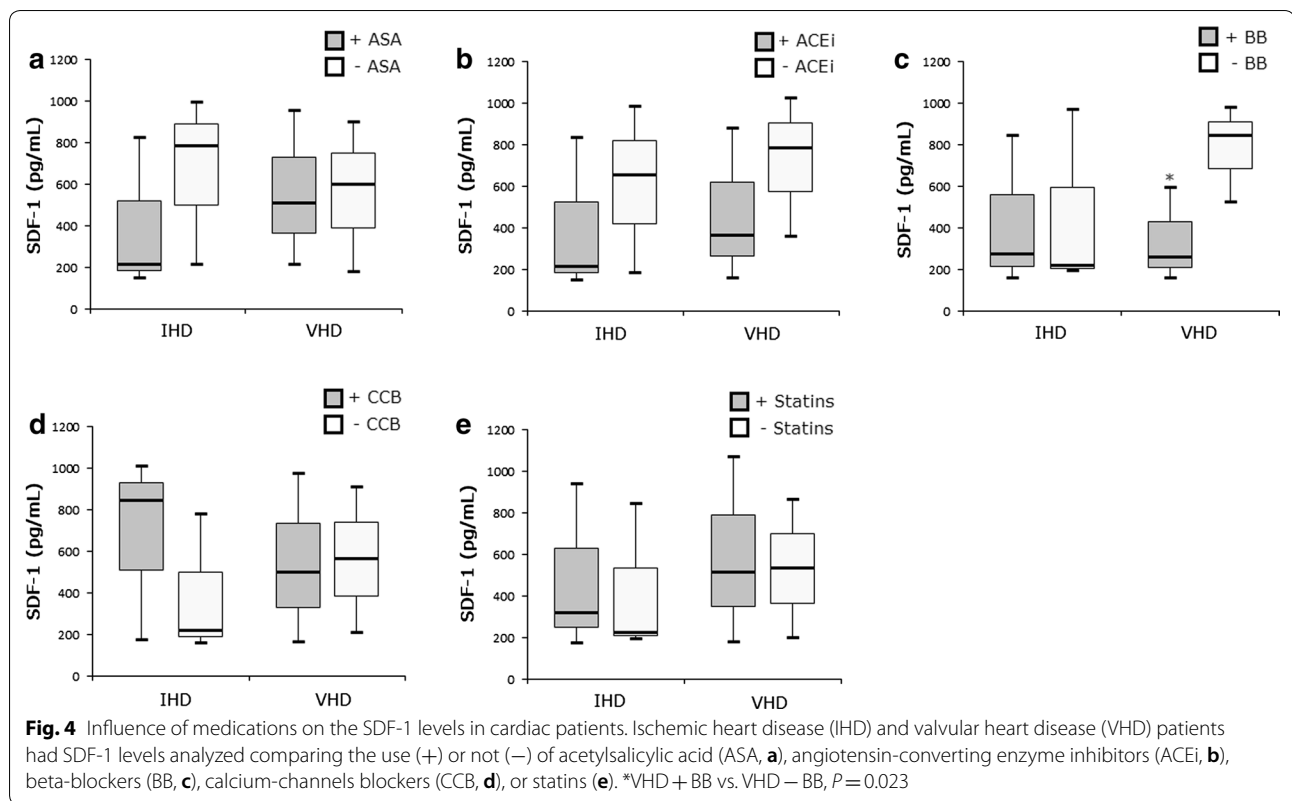 a
+ ASA
- ASA
SDF-1 (pg/mL)
1200
1000
800
600
400
200
0
IHD VHD
b
+ ACEi
- ACEi
SDF-1 (pg/mL)
1200
1000
800
600
400
200
0
IHD VHD
c
+ BB
- BB
SDF-1 (pg/mL)
1200
1000
800
600
400
200
0
*
IHD VHD
d
+ CCB
- CCB
SDF-1 (pg/mL)
1200
1000
800
600
400
200
0
IHD VHD
e
+ Statins
- Statins
SDF-1 (pg/mL)
1200
1000
800
600
400
200
0
IHD VHD
Fig. 4 Influence of medications on the SDF-1 levels in cardiac patients. Ischemic heart disease (IHD) and valvular heart disease (VHD) patients
had SDF-1 levels analyzed comparing the use (+) or not (−) of acetylsalicylic acid (ASA, a), angiotensin-converting enzyme inhibitors (ACEi, b),
beta-blockers (BB, c), calcium-channels blockers (CCB, d), or statins (e). *VHD + BB vs. VHD − BB, P = 0.023